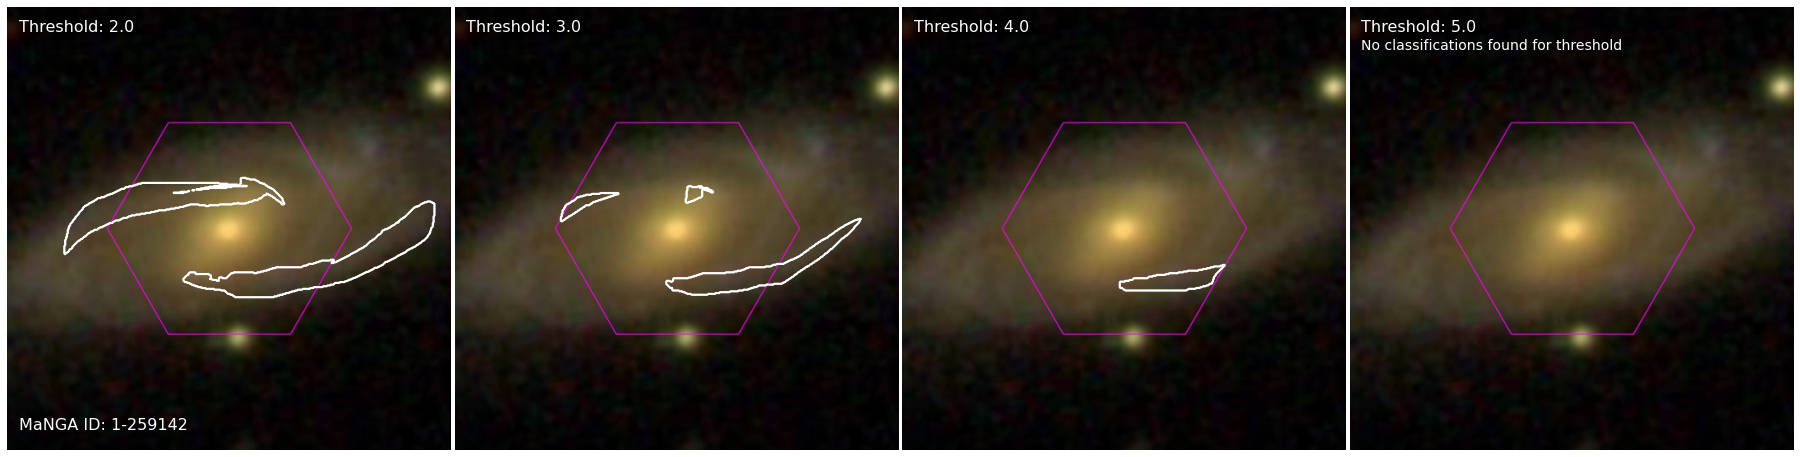 Threshold: 2.0
MaNGA ID: 1-259142
Threshold: 3.0
Threshold: 4.0
Threshold: 5.0
No classifications found for threshold